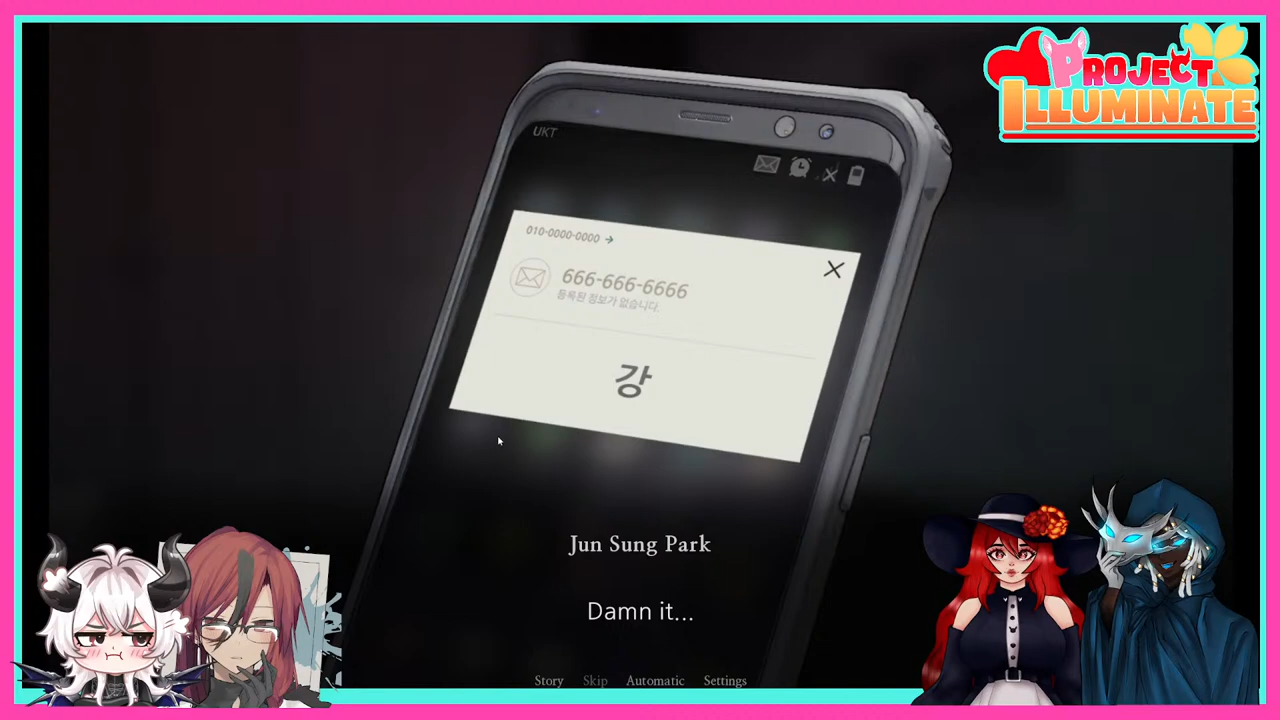 PROJECT
ILLUMINATE
UKT
010-0000-0000 →
666-666-6666
등록된 정보가 없습니다.
강
Jun Sung Park
Damn it...
Story Skip Automatic Settings